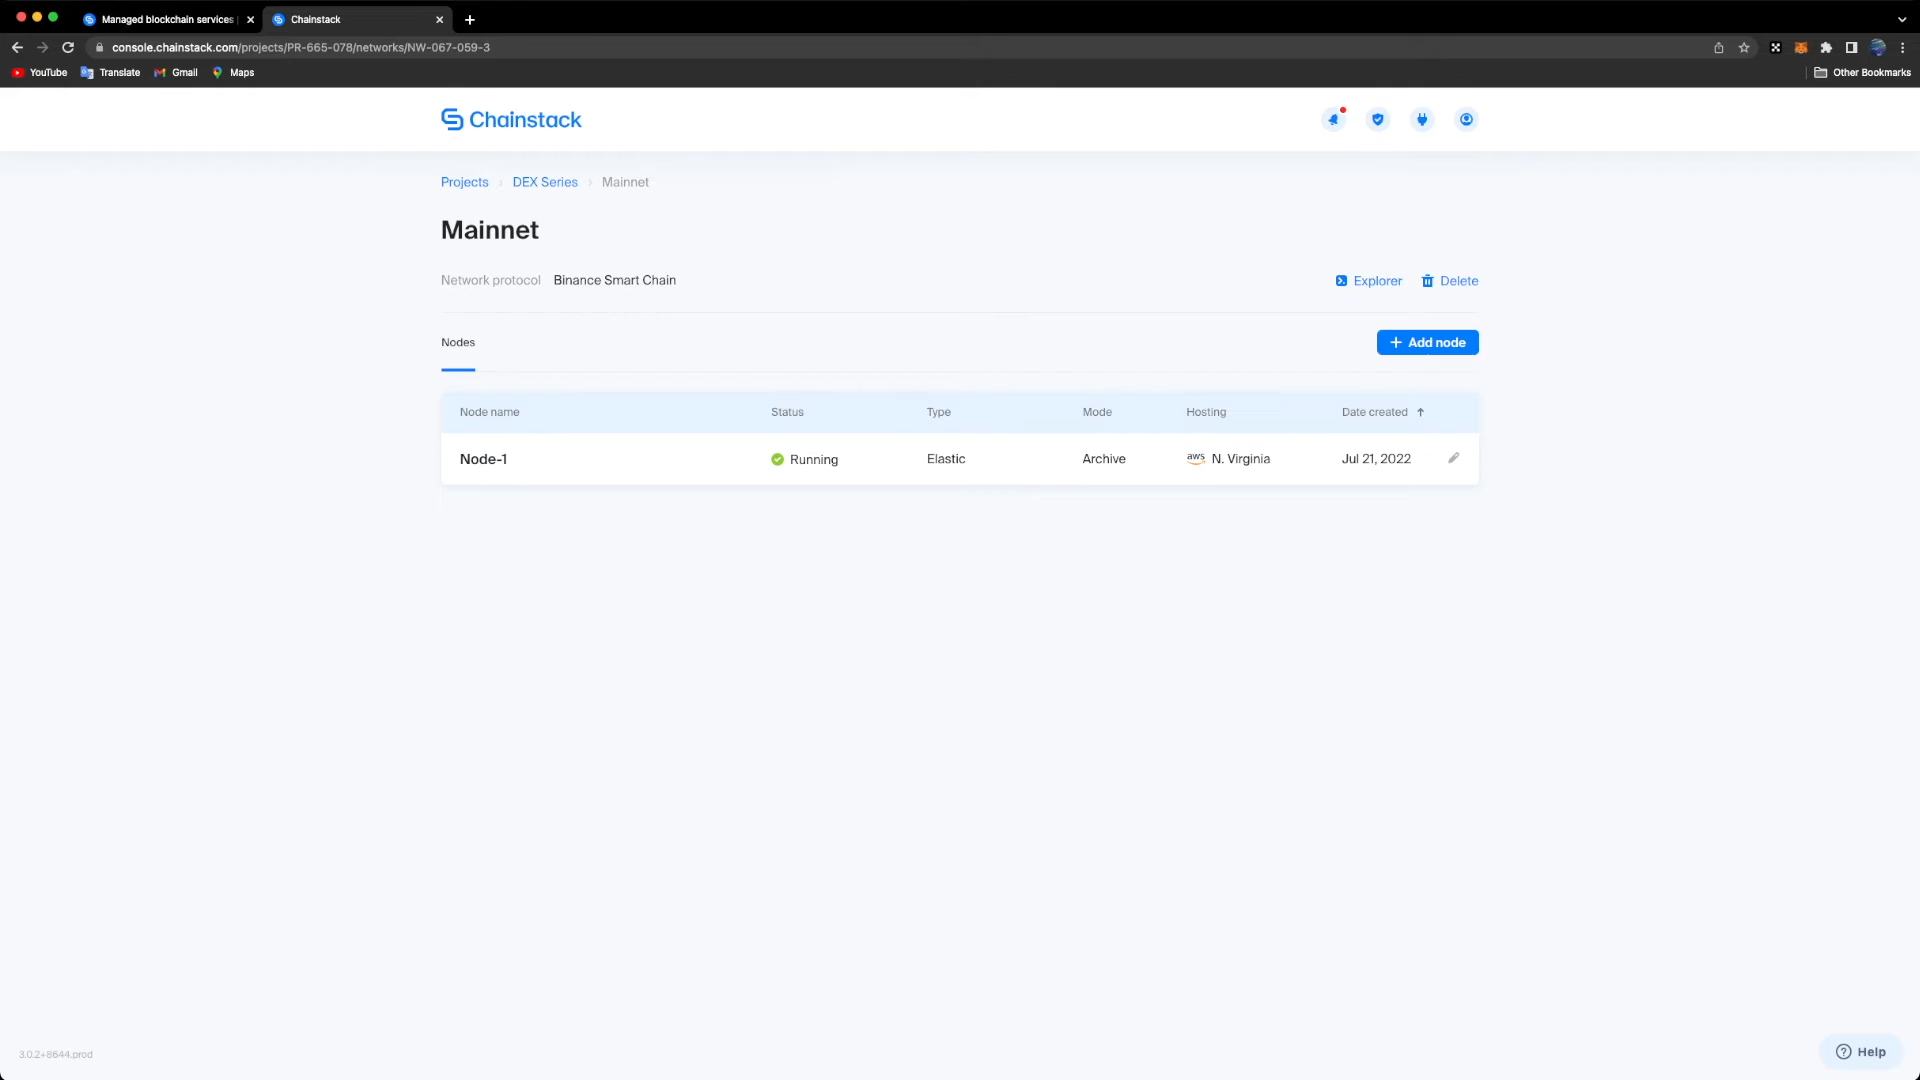 Managed blockchain services
Chainstack
console.chainstack.com/projects/PR-665-078/networks/NW-067-059-3
YouTube
Translate
Gmail
Maps
Other Bookmarks
Chainstack
Projects
DEX Series
Mainnet
Mainnet
Network protocol Binance Smart Chain
Explorer
Delete
Nodes
Add node
Node name Status Type Mode Hosting Date created
Node-1 Running Elastic Archive aws N. Virginia Jul 21, 2022
3.0.2+8644.prod
Help